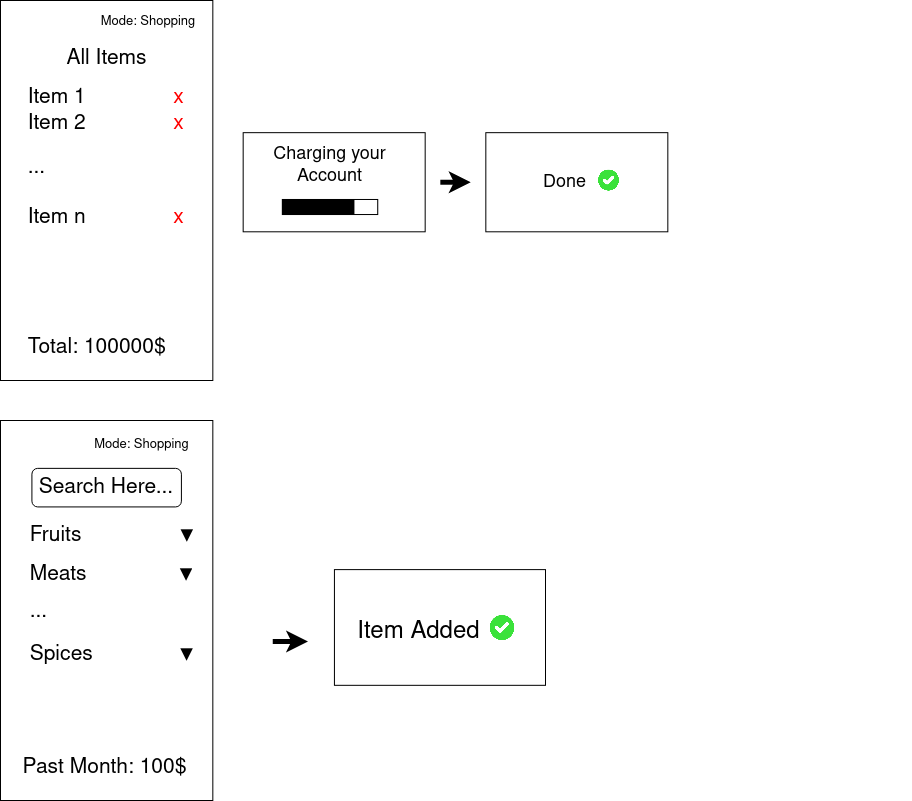 Mode: Shopping
All Items
Item 1 x
Item 2 x
...
Item n x
Total: 100000$
Charging your
Account
Done
Mode: Shopping
Search Here...
Fruits ▼
Meats ▼
...
Spices ▼
Past Month: 100$
Item Added